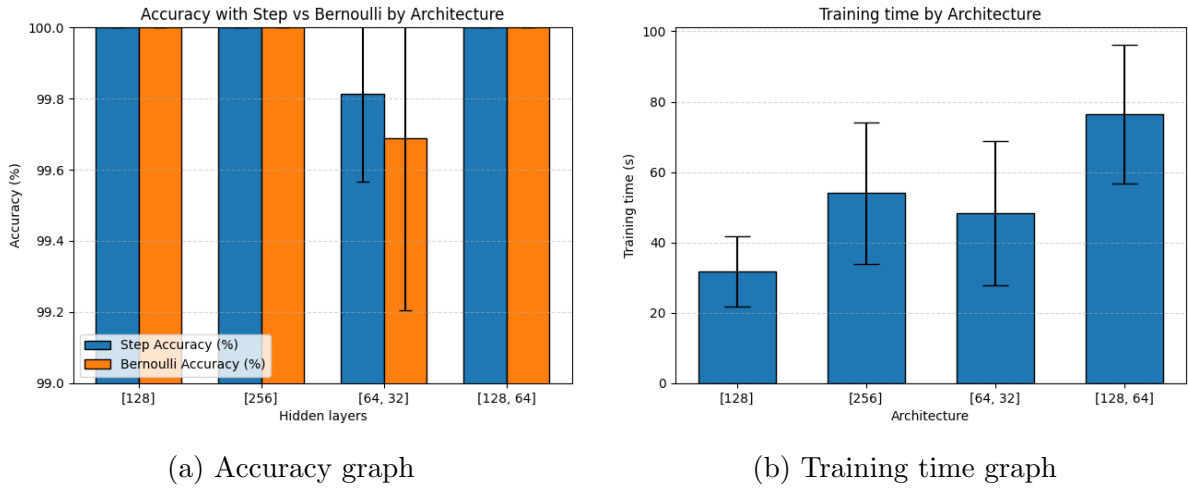 Accuracy with Step vs Bernoulli by Architecture
100.0
99.8
99.6
99.4
99.2
99.0
Accuracy (%)
Step Accuracy (%)
Bernoulli Accuracy (%)
[128] [256] [64, 32] [128, 64]
Hidden layers
(a) Accuracy graph
Training time by Architecture
100
80
60
40
20
0
Training time (s)
[128] [256] [64, 32] [128, 64]
Architecture
(b) Training time graph